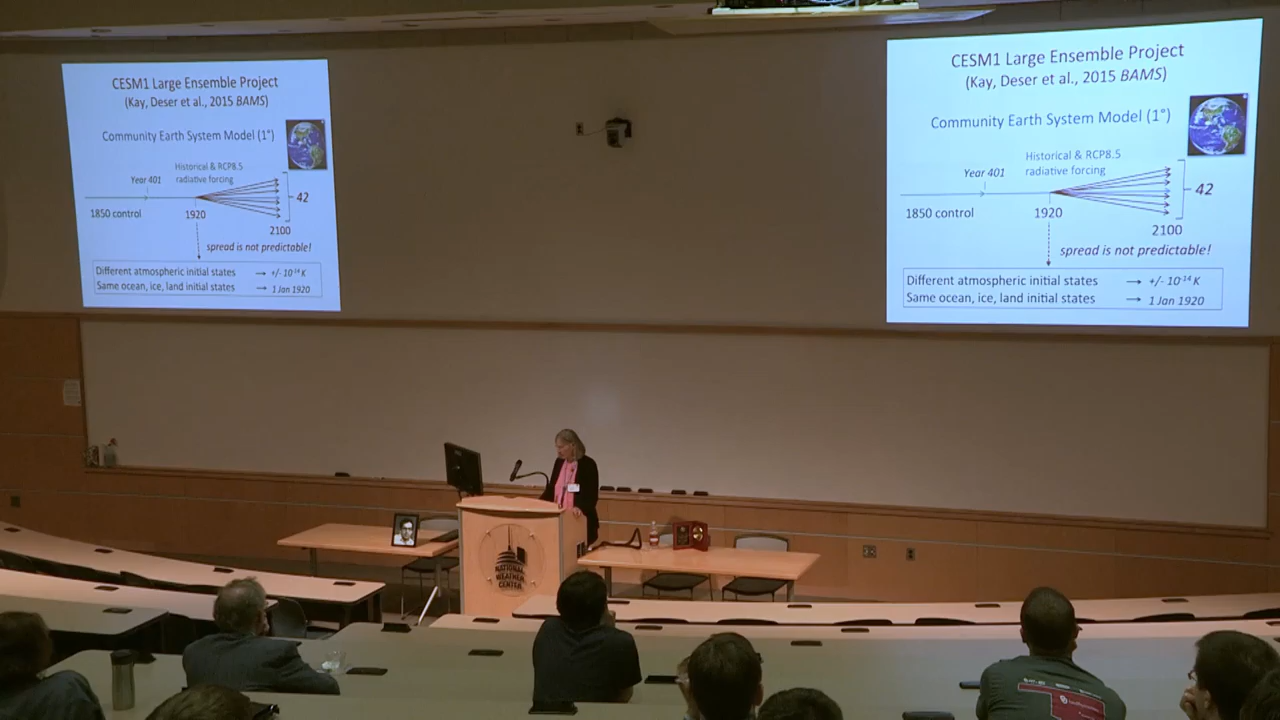 CESM1 Large Ensemble Project
(Kay, Deser et al., 2015 BAMS)
Community Earth System Model (1°)
Historical & RCP8.5
radiative forcing
Year 401
42
1850 control
1920
2100
spread is not predictable!
Different atmospheric initial states → +/- 10-14 K
Same ocean, ice, land initial states → 1 Jan 1920
CESM1 Large Ensemble Project
(Kay, Deser et al., 2015 BAMS)
Community Earth System Model (1°)
Historical & RCP8.5
radiative forcing
Year 401
42
1850 control
1920
2100
spread is not predictable!
Different atmospheric initial states → +/- 10-14 K
Same ocean, ice, land initial states → 1 Jan 1920
NATIONAL
WEATHER
CENTER